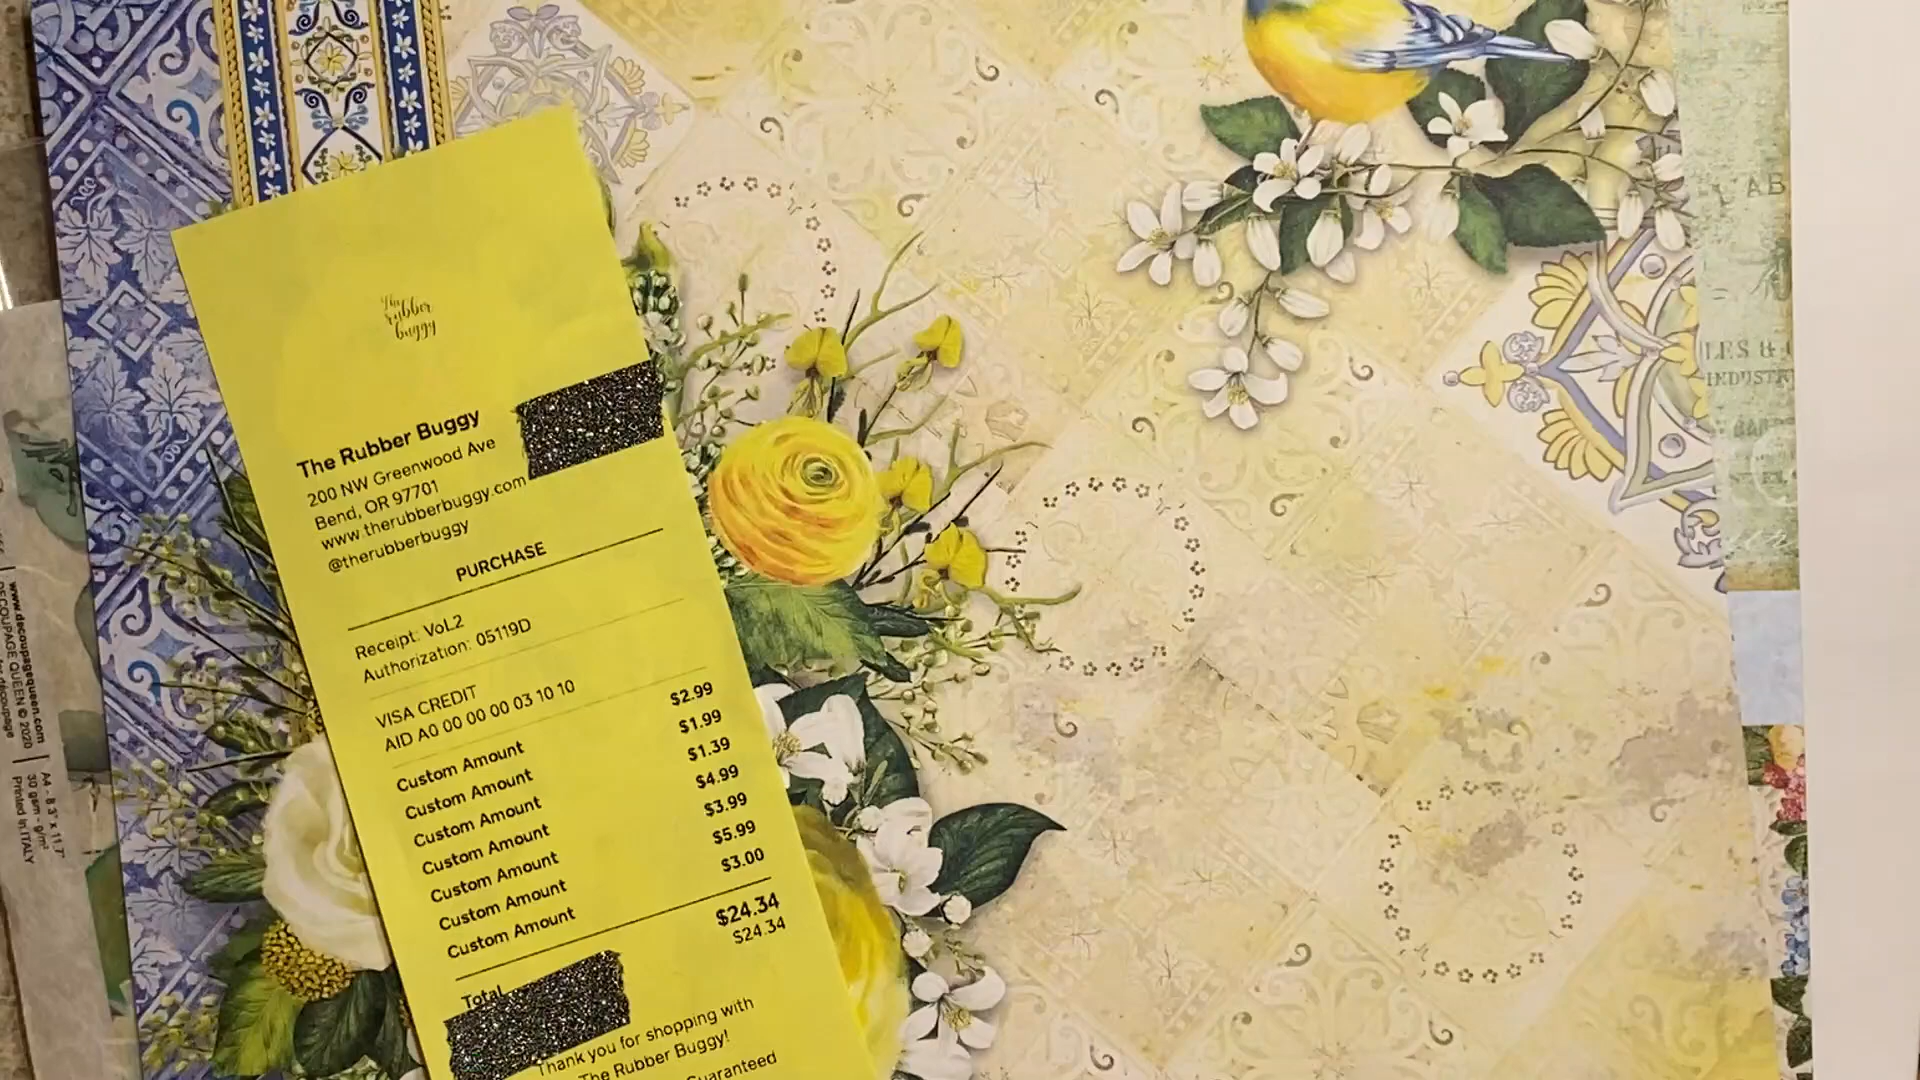 The
rubber
buggy
The Rubber Buggy
200 NW Greenwood Ave
Bend, OR 97701
www.therubberbuggy.com
@therubberbuggy
PURCHASE
Receipt: VoL2
Authorization: 05119D
VISA CREDIT
AID A0 00 00 00 03 10 10
Custom Amount $2.99
Custom Amount $1.99
Custom Amount $1.39
Custom Amount $4.99
Custom Amount $3.99
Custom Amount $5.99
Custom Amount $3.00
Total $24.34
$24.34
Thank you for shopping with
The Rubber Buggy!
Guaranteed
www.decoupagequeen.com
DECOUPAGE QUEEN © 2020
A4 - 8.3" x 11.7"
30 gsm - g/m²
Printed in ITALY
AB
INDUSTR